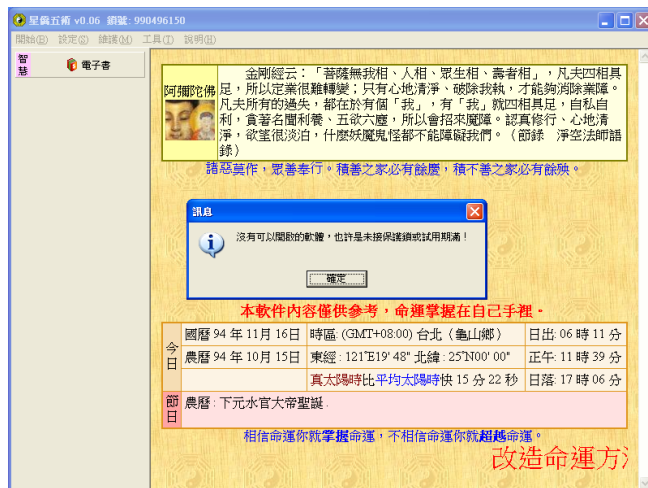 星僑五術 v0.06 鎖號: 990496150
開始(B) 設定(S) 維護(M) 工具(T) 說明(H)
智慧
電子書
阿彌陀佛
金剛經云：「菩薩無我相、人相、眾生相、壽者相」，凡夫四相具
足，所以定業很難轉變；只有心地清淨、破除我執，才能夠消除業障。
凡夫所有的過失，都在於有個「我」，有「我」就四相具足，自私自
利，貪著名聞利養、五欲六塵，所以會招來魔障。認真修行、心地清
淨，欲望很淡泊，什麼妖魔鬼怪都不能障礙我們。（節錄 淨空法師語
錄）
諸惡莫作，眾善奉行。積善之家必有餘慶，積不善之家必有餘殃。
訊息
沒有可以開啟的軟體，也許是未接保護鎖或試用期滿！
確定
本軟件內容僅供參考，命運掌握在自己手裡。
今日
國曆 94 年 11月 16日 時區: (GMT+08:00) 台北（龜山鄉） 日出: 06 時 11 分
農曆 94 年 10月 15日 東經 : 121°E19' 48" 北緯 : 25°N00' 00" 正午: 11 時 39 分
真太陽時比平均太陽時快 15 分 22 秒 日落: 17 時 06 分
節日
農曆 : 下元水官大帝聖誕 .
相信命運你就掌握命運，不相信命運你就超越命運。
改造命運方